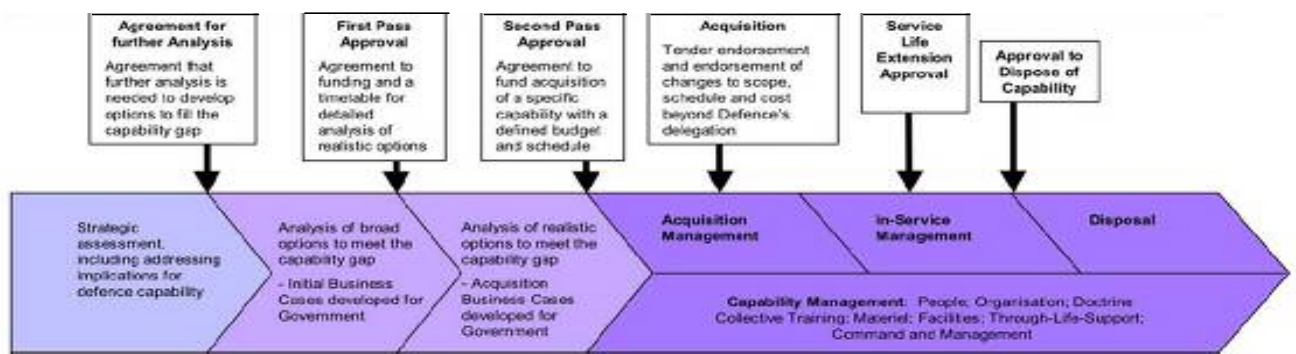 Agreement for
further Analysis
Agreement that
further analysis is
needed to develop
options to fill the
capability gap
First Pass
Approval
Agreement to
funding and a
timetable for
detailed
analysis of
realistic options
Second Pass
Approval
Agreement to
fund acquisition
of a specific
capability with a
defined budget
and schedule
Acquisition
Tender endorsement
and endorsement of
changes to scope,
schedule and cost
beyond Defence's
delegation
Service
Life
Extension
Approval
Approval to
Dispose of
Capability
Strategic
assessment,
including addressing
implications for
defence capability
Analysis of broad
options to meet the
capability gap
- Initial Business
Cases developed for
Government
Analysis of realistic
options to meet the
capability gap
- Acquisition
Business Cases
developed for
Government
Acquisition
Management
In-Service
Management
Disposal
Capability Management: People; Organisation; Doctrine
Collective Training; Materiel; Facilities; Through-Life-Support;
Command and Management